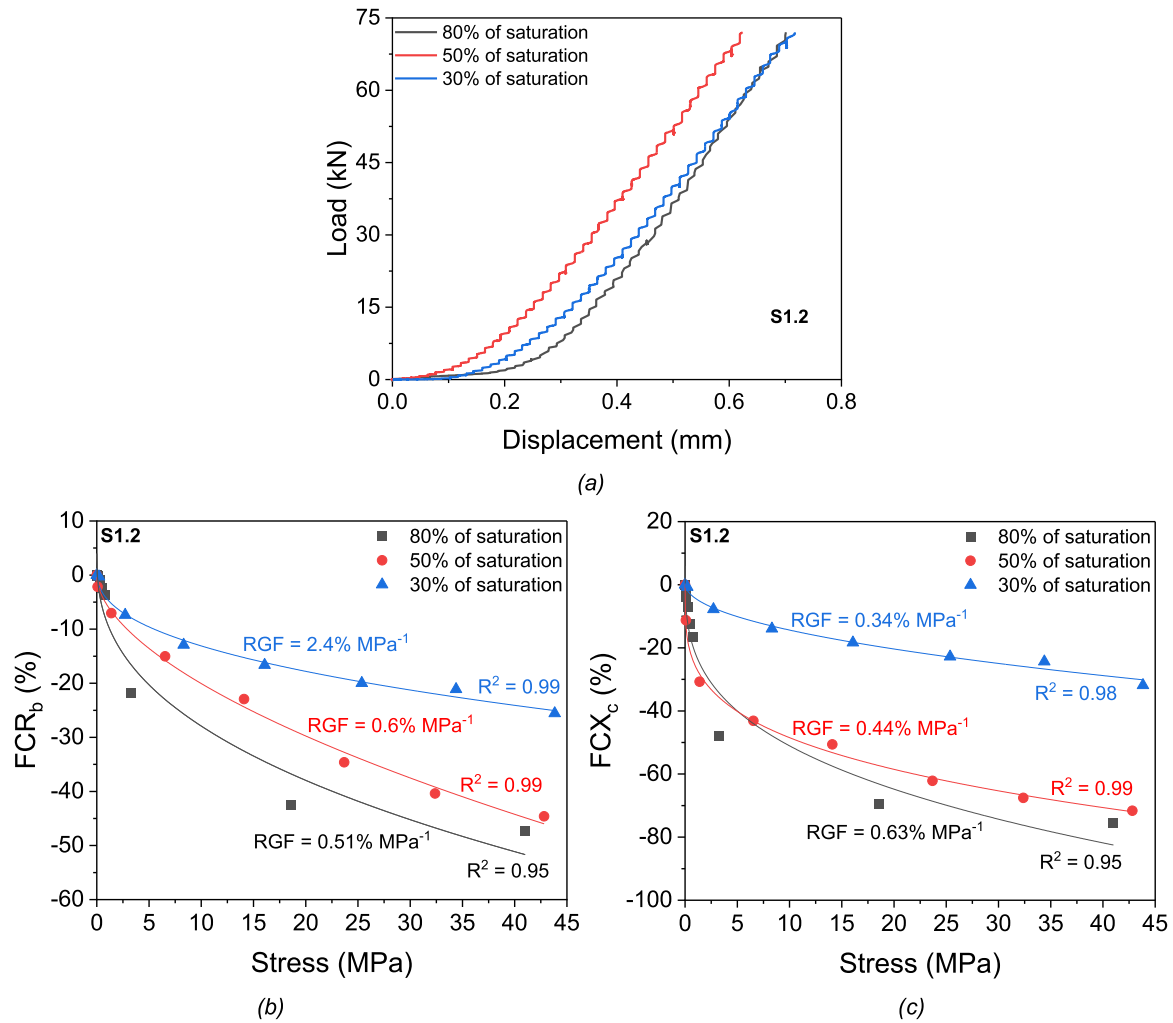 80% of saturation
50% of saturation
30% of saturation
75
60
45
30
15
0
Load (kN)
S1.2
0.0 0.2 0.4 0.6 0.8
Displacement (mm)
(a)
S1.2
80% of saturation
50% of saturation
30% of saturation
10
0
-10
-20
-30
-40
-50
-60
FCR_b (%)
RGF = 2.4% MPa⁻¹
R² = 0.99
RGF = 0.6% MPa⁻¹
R² = 0.99
RGF = 0.51% MPa⁻¹
R² = 0.95
0 5 10 15 20 25 30 35 40 45
Stress (MPa)
(b)
S1.2
80% of saturation
50% of saturation
30% of saturation
20
0
-20
-40
-60
-80
-100
FCX_c (%)
RGF = 0.34% MPa⁻¹
R² = 0.98
RGF = 0.44% MPa⁻¹
R² = 0.99
RGF = 0.63% MPa⁻¹
R² = 0.95
0 5 10 15 20 25 30 35 40 45
Stress (MPa)
(c)